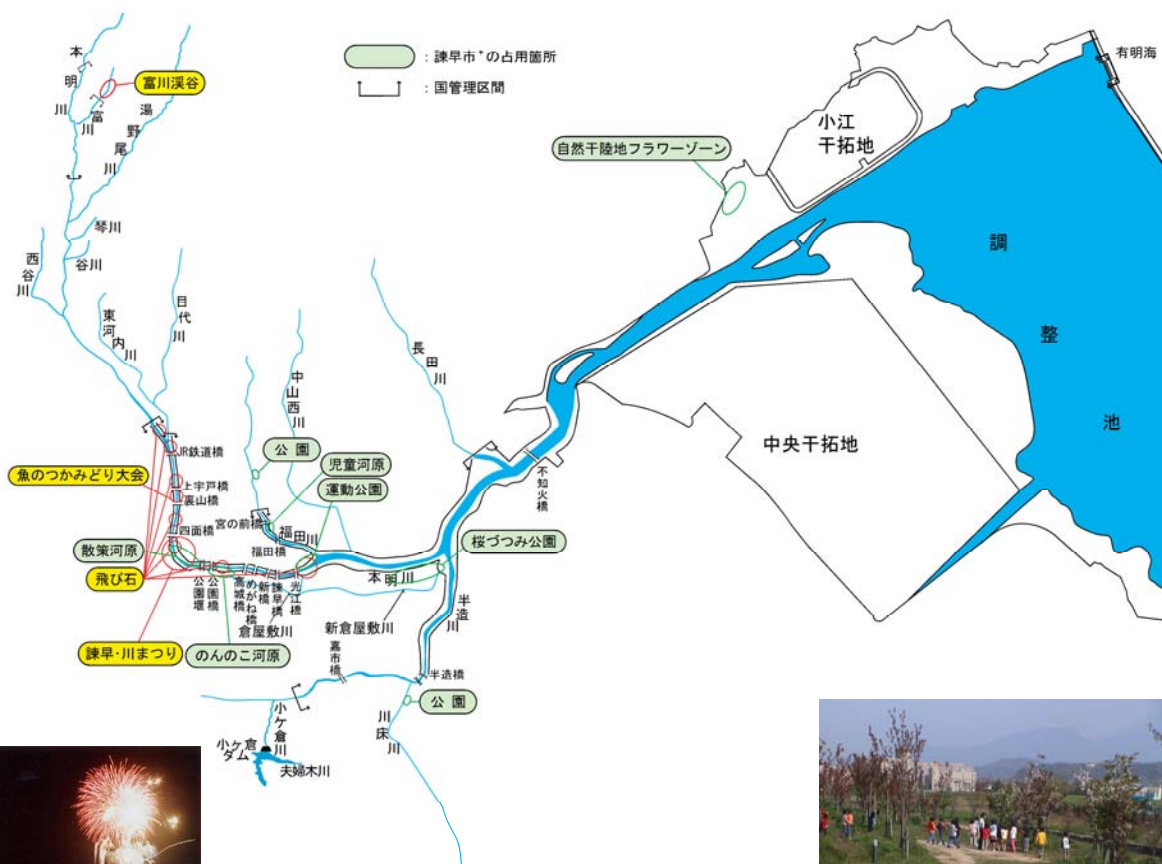 本明川
富川
富川渓谷
湯野尾川
：諫早市⁺の占用箇所
：国管理区間
有明海
小江
干拓地
自然干陸地フラワーゾーン
琴川
谷川
西谷川
東河内川
目代川
調整池
長田川
中山西川
中央干拓地
公園
児童河原
運動公園
JR鉄道橋
魚のつかみどり大会
上宇戸橋
裏山橋
不知火橋
四面橋
宮の前橋
福田川
福田橋
散策河原
桜づつみ公園
飛び石
本明川
公園堰
公園橋
高城橋
めがね橋
新橋
諫早橋
光江橋
倉屋敷川
新倉屋敷川
半造川
諫早・川まつり
のんのこ河原
嘉市橋
半造橋
公園
小ケ倉川
川床川
小ヶ倉
ダム
夫婦木川